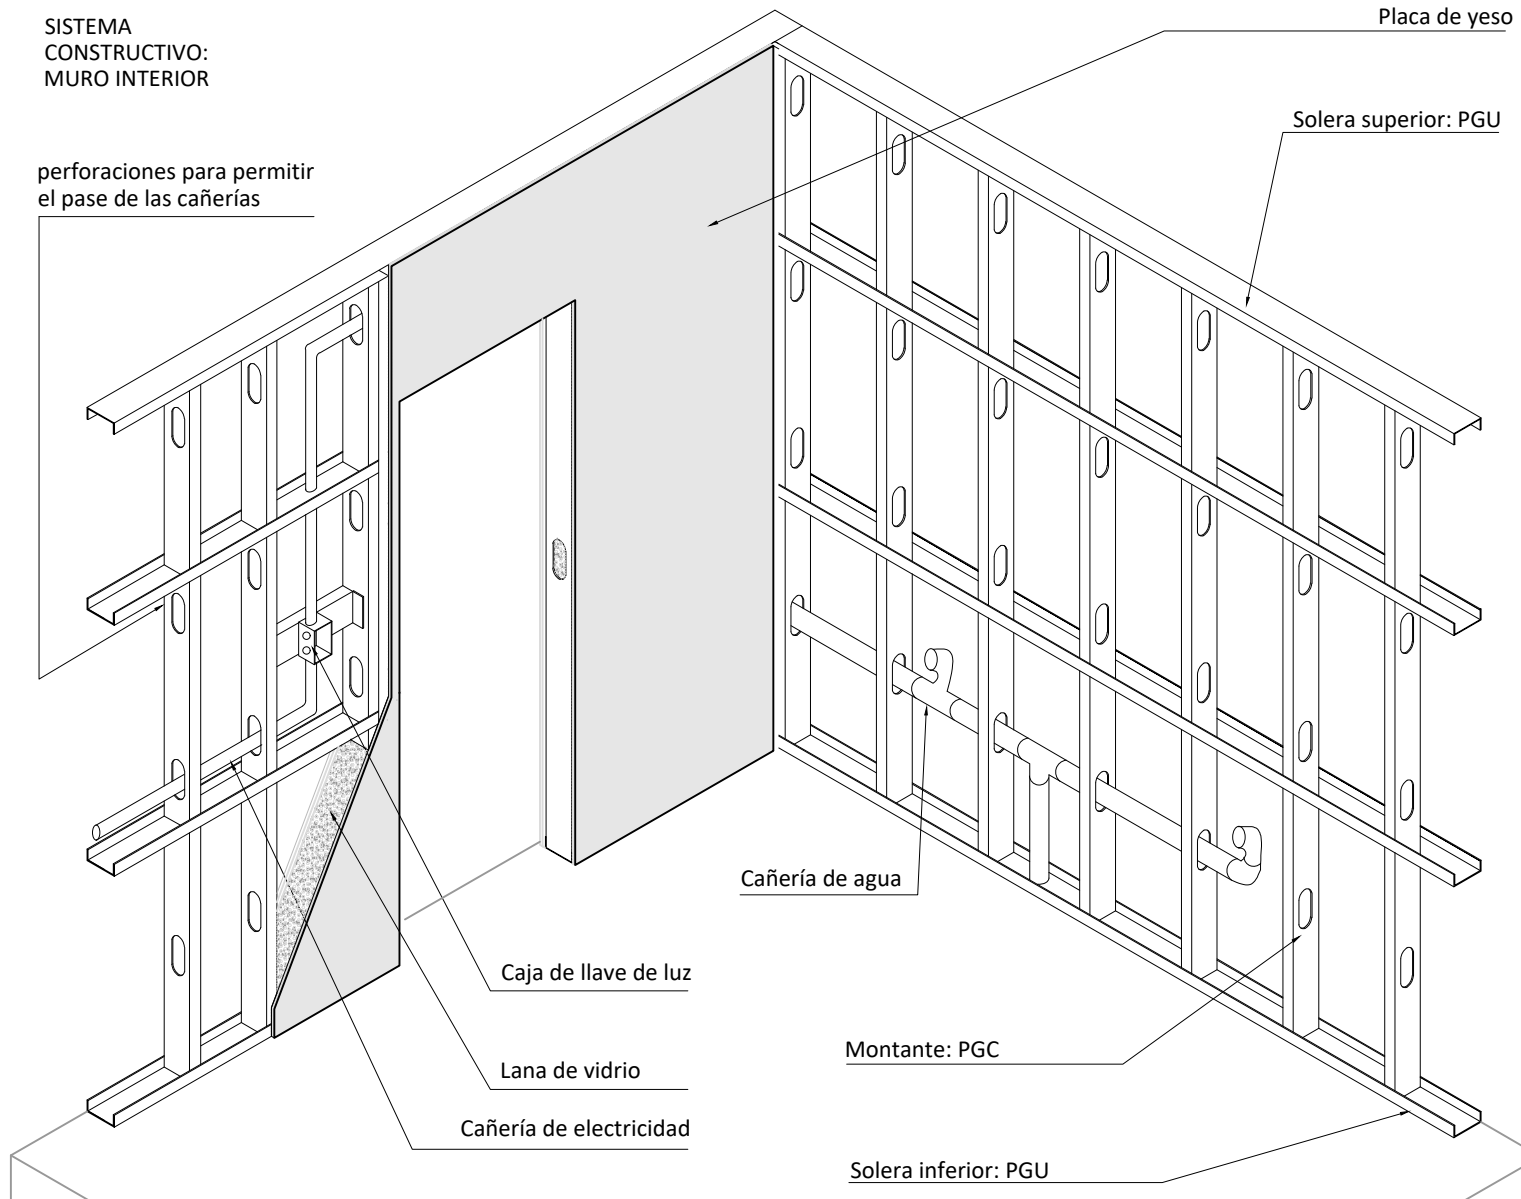 SISTEMA
CONSTRUCTIVO:
MURO INTERIOR
Placa de yeso
Solera superior: PGU
perforaciones para permitir
el pase de las cañerías
Cañería de agua
Caja de llave de luz
Montante: PGC
Lana de vidrio
Cañería de electricidad
Solera inferior: PGU